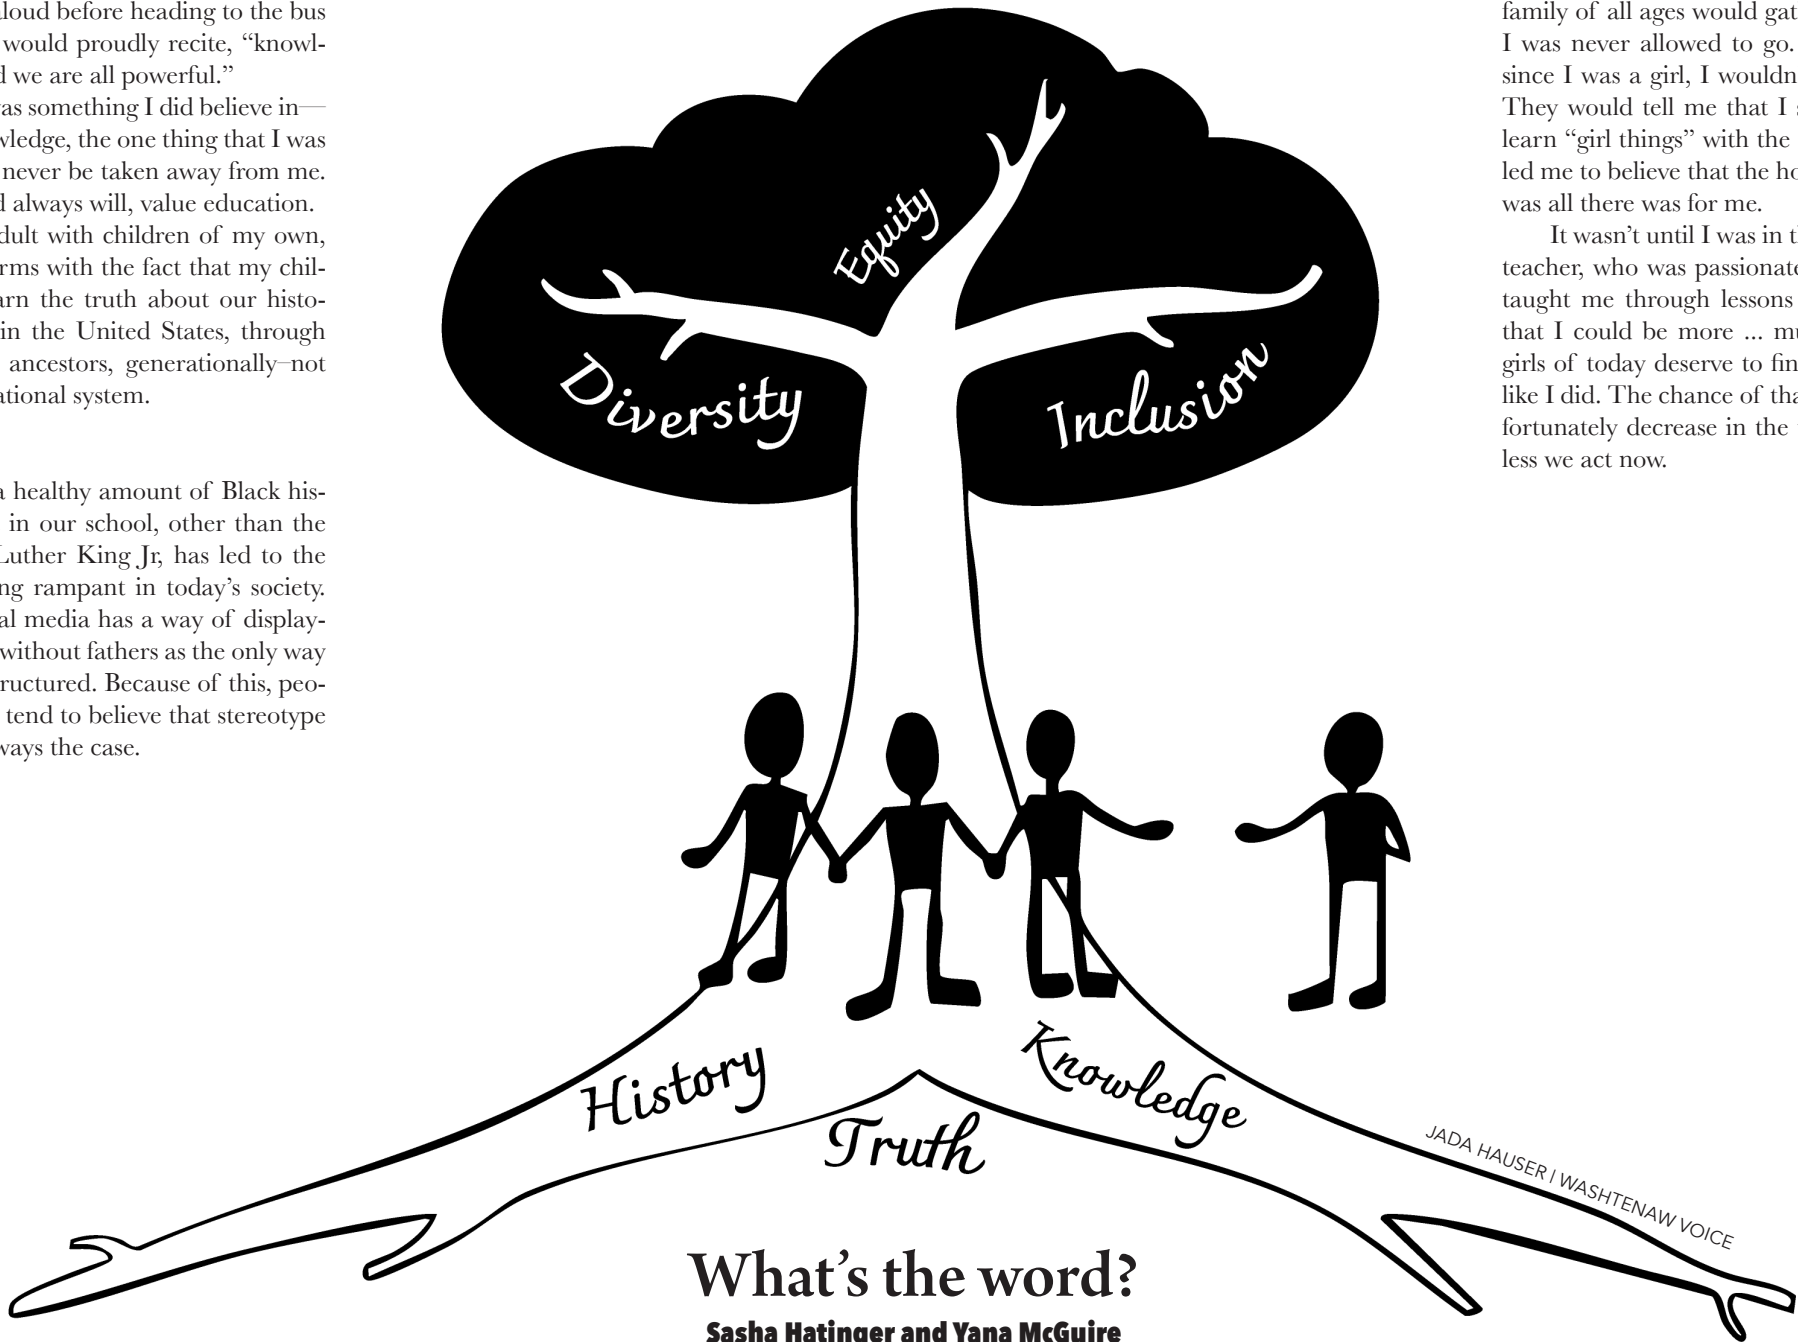 aloud before heading to the bus
would proudly recite, “knowl-
d we are all powerful.”
was something I did believe in—
wledge, the one thing that I was
never be taken away from me.
d always will, value education.
dult with children of my own,
rms with the fact that my chil-
arn the truth about our histo-
in the United States, through
ancestors, generationally–not
ational system.
a healthy amount of Black his-
in our school, other than the
Luther King Jr, has led to the
ng rampant in today’s society.
al media has a way of display-
without fathers as the only way
ructured. Because of this, peo-
tend to believe that stereotype
ways the case.
Equity
Diversity
Inclusion
History
Knowledge
Truth
JADA HAUSER | WASHTENAW VOICE
What’s the word?
Sasha Hatinger and Yana McGuire
family of all ages would gat
I was never allowed to go.
since I was a girl, I wouldn
They would tell me that I s
learn “girl things” with the
led me to believe that the ho
was all there was for me.
It wasn’t until I was in th
teacher, who was passionate
taught me through lessons
that I could be more ... mu
girls of today deserve to fin
like I did. The chance of tha
fortunately decrease in the
less we act now.